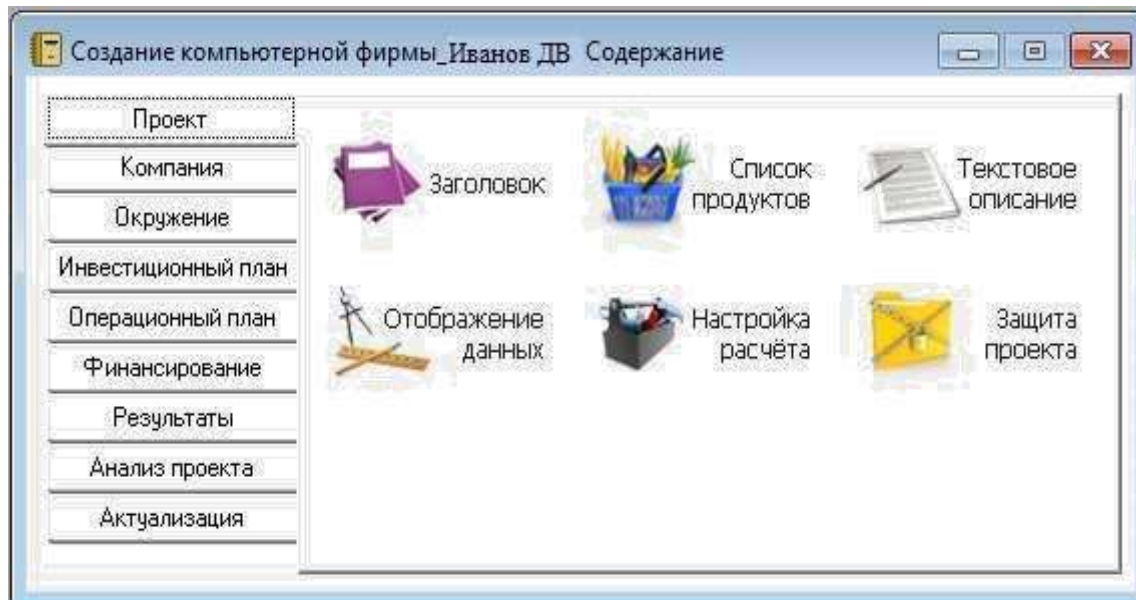 Создание компьютерной фирмы_Иванов ДВ Содержание
Проект
Компания
Окружение
Инвестиционный план
Операционный план
Финансирование
Результаты
Анализ проекта
Актуализация
Заголовок
Список
продуктов
Текстовое
описание
Отображение
данных
Настройка
расчёта
Защита
проекта